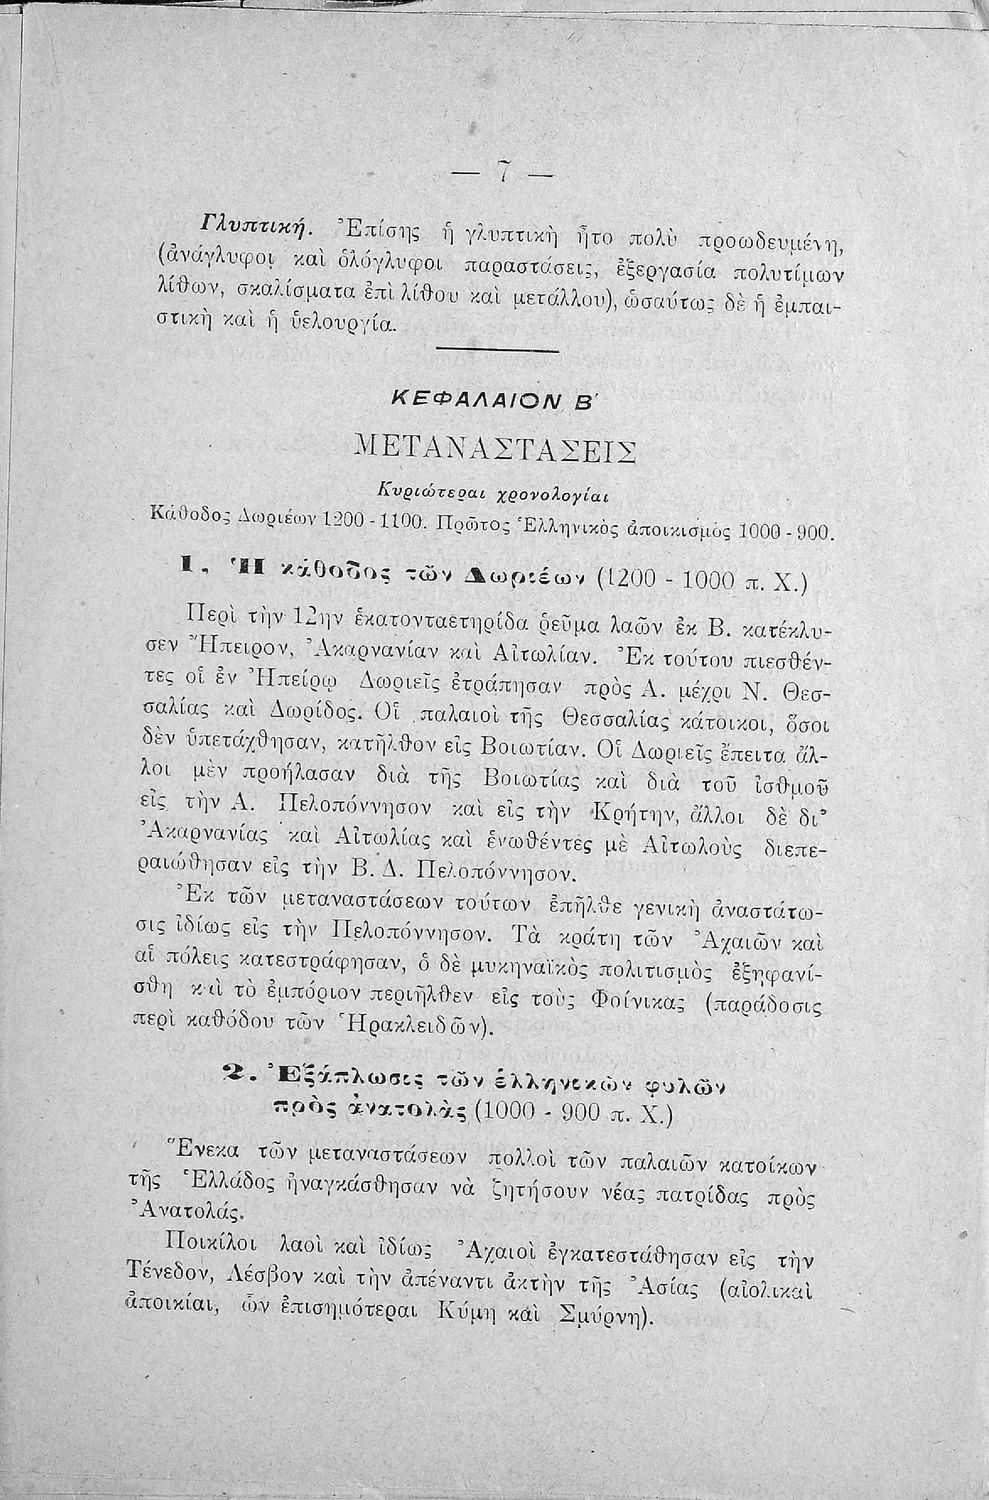 — 7 —
Γλυπτική. Ἐπίσης ἡ γλυπτικὴ ἦτο πολὺ προωδευμένη,
(ἀνάγλυφοι καὶ ὁλόγλυφοι παραστάσεις, ἐξεργασία πολυτίμων
λίθων, σκαλίσματα ἐπὶ λίθου καὶ μετάλλου), ὡσαύτως δὲ ἡ ἐμπαι-
στικὴ καὶ ἡ ὑελουργία.
ΚΕΦΑΛΑΙΟΝ Β΄
ΜΕΤΑΝΑΣΤΑΣΕΙΣ
Κυριώτεραι χρονολογίαι
Κάθοδος Δωριέων 1200 - 1100. Πρῶτος Ἑλληνικὸς ἀποικισμὸς 1000 - 900.
1. Ἡ κάθοδος τῶν Δωριέων (1200 - 1000 π. Χ.)
Περὶ τὴν 12ην ἑκατονταετηρίδα ῥεῦμα λαῶν ἐκ Β. κατέκλυ-
σεν Ἤπειρον, Ἀκαρνανίαν καὶ Αἰτωλίαν. Ἐκ τούτου πιεσθέν-
τες οἱ ἐν Ἠπείρῳ Δωριεῖς ἐτράπησαν πρὸς Α. μέχρι Ν. Θεσ-
σαλίας καὶ Δωρίδος. Οἱ παλαιοὶ τῆς Θεσσαλίας κάτοικοι, ὅσοι
δὲν ὑπετάχθησαν, κατῆλθον εἰς Βοιωτίαν. Οἱ Δωριεῖς ἔπειτα ἄλ-
λοι μὲν προήλασαν διὰ τῆς Βοιωτίας καὶ διὰ τοῦ ἰσθμοῦ
εἰς τὴν Α. Πελοπόννησον καὶ εἰς τὴν Κρήτην, ἄλλοι δὲ δι᾽
Ἀκαρνανίας καὶ Αἰτωλίας καὶ ἑνωθέντες μὲ Αἰτωλοὺς διεπε-
ραιώθησαν εἰς τὴν Β. Δ. Πελοπόννησον.
Ἐκ τῶν μεταναστάσεων τούτων ἐπῆλθε γενικὴ ἀναστάτω-
σις ἰδίως εἰς τὴν Πελοπόννησον. Τὰ κράτη τῶν Ἀχαιῶν καὶ
αἱ πόλεις κατεστράφησαν, ὁ δὲ μυκηναϊκὸς πολιτισμὸς ἐξηφανί-
σθη καὶ τὸ ἐμπόριον περιῆλθεν εἰς τοὺς Φοίνικας (παράδοσις
περὶ καθόδου τῶν Ἡρακλειδῶν).
2. Ἐξάπλωσις τῶν ἑλληνικῶν φυλῶν
πρὸς ἀνατολὰς (1000 - 900 π. Χ.)
Ἕνεκα τῶν μεταναστάσεων πολλοὶ τῶν παλαιῶν κατοίκων
τῆς Ἑλλάδος ἠναγκάσθησαν νὰ ζητήσουν νέας πατρίδας πρὸς
Ἀνατολάς.
Ποικίλοι λαοὶ καὶ ἰδίως Ἀχαιοὶ ἐγκατεστάθησαν εἰς τὴν
Τένεδον, Λέσβον καὶ τὴν ἀπέναντι ἀκτὴν τῆς Ἀσίας (αἰολικαὶ
ἀποικίαι, ὧν ἐπισημότεραι Κύμη καὶ Σμύρνη).